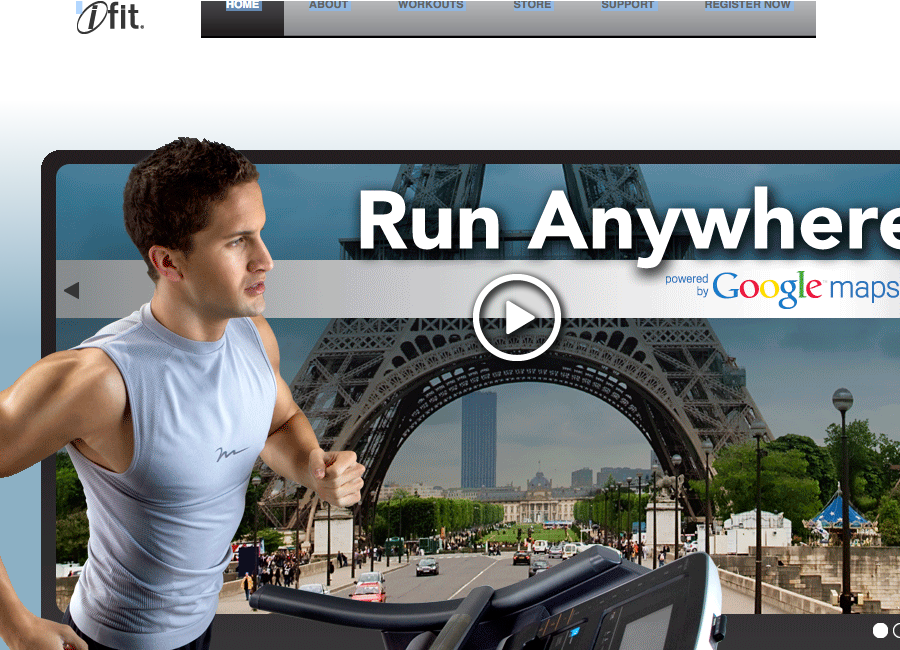 ifit.
HOME ABOUT WORKOUTS STORE SUPPORT REGISTER NOW
Run Anywhere
powered
by Google maps